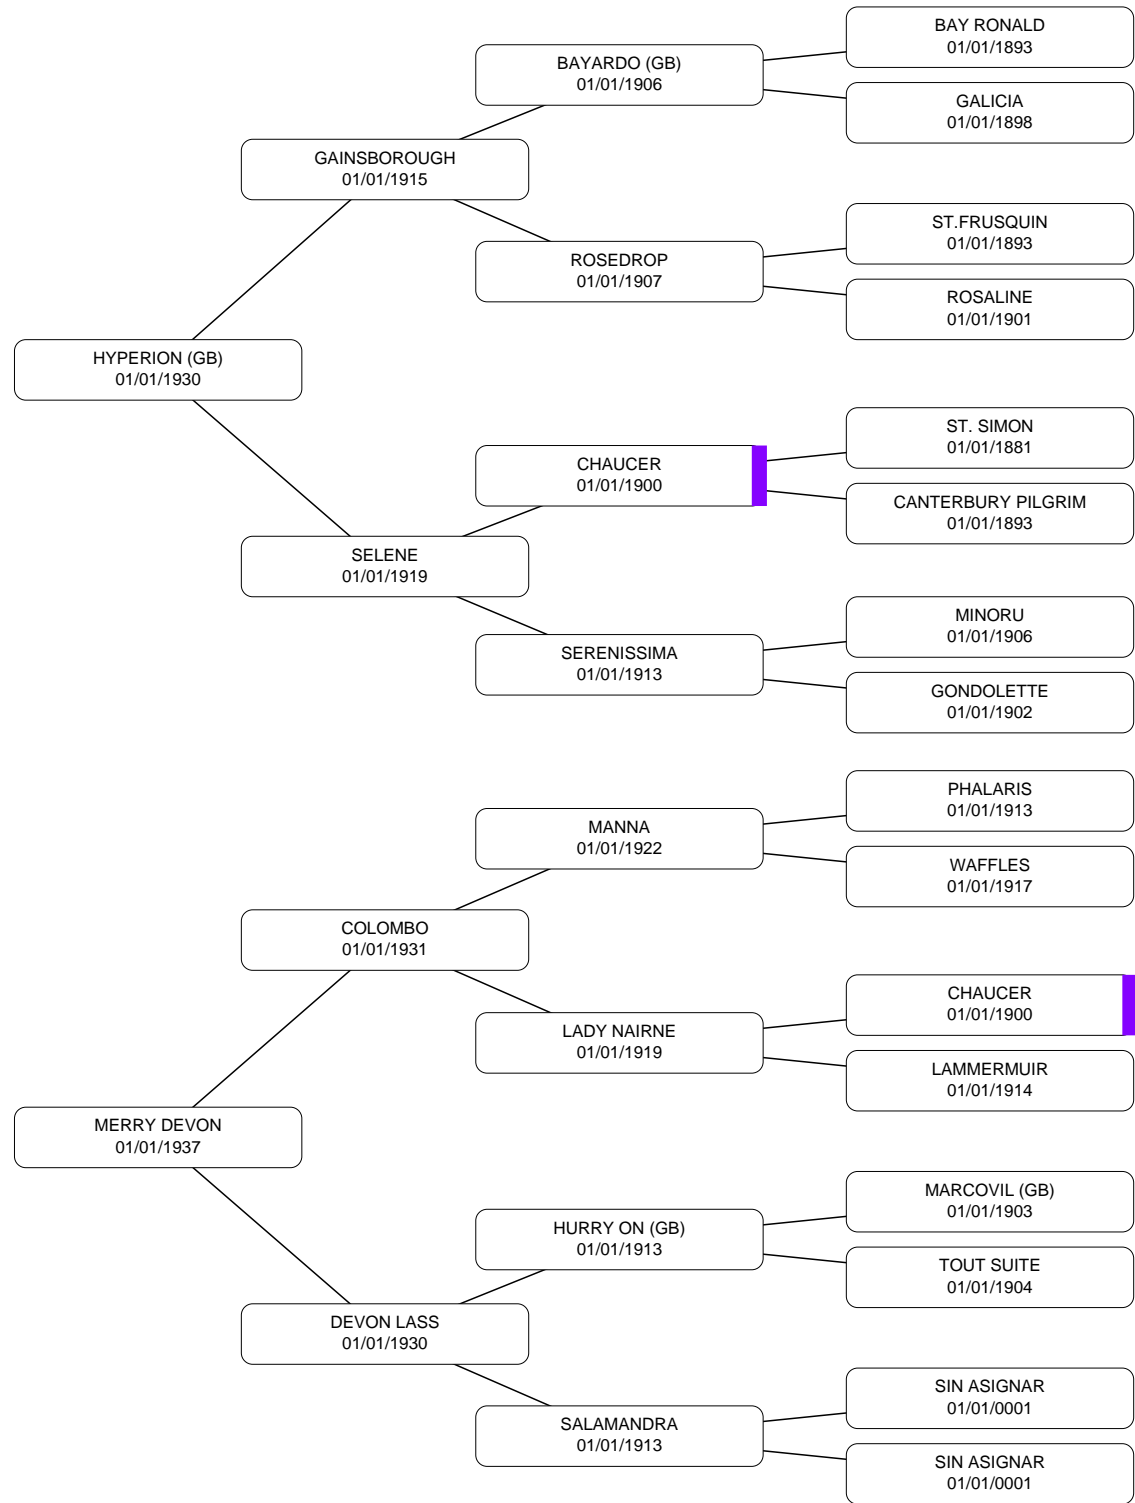 BAY RONALD
01/01/1893
BAYARDO (GB)
01/01/1906
GALICIA
01/01/1898
GAINSBOROUGH
01/01/1915
ST.FRUSQUIN
01/01/1893
ROSEDROP
01/01/1907
ROSALINE
01/01/1901
HYPERION (GB)
01/01/1930
ST. SIMON
01/01/1881
CHAUCER
01/01/1900
CANTERBURY PILGRIM
01/01/1893
SELENE
01/01/1919
MINORU
01/01/1906
SERENISSIMA
01/01/1913
GONDOLETTE
01/01/1902
PHALARIS
01/01/1913
MANNA
01/01/1922
WAFFLES
01/01/1917
COLOMBO
01/01/1931
CHAUCER
01/01/1900
LADY NAIRNE
01/01/1919
LAMMERMUIR
01/01/1914
MERRY DEVON
01/01/1937
MARCOVIL (GB)
01/01/1903
HURRY ON (GB)
01/01/1913
TOUT SUITE
01/01/1904
DEVON LASS
01/01/1930
SIN ASIGNAR
01/01/0001
SALAMANDRA
01/01/1913
SIN ASIGNAR
01/01/0001